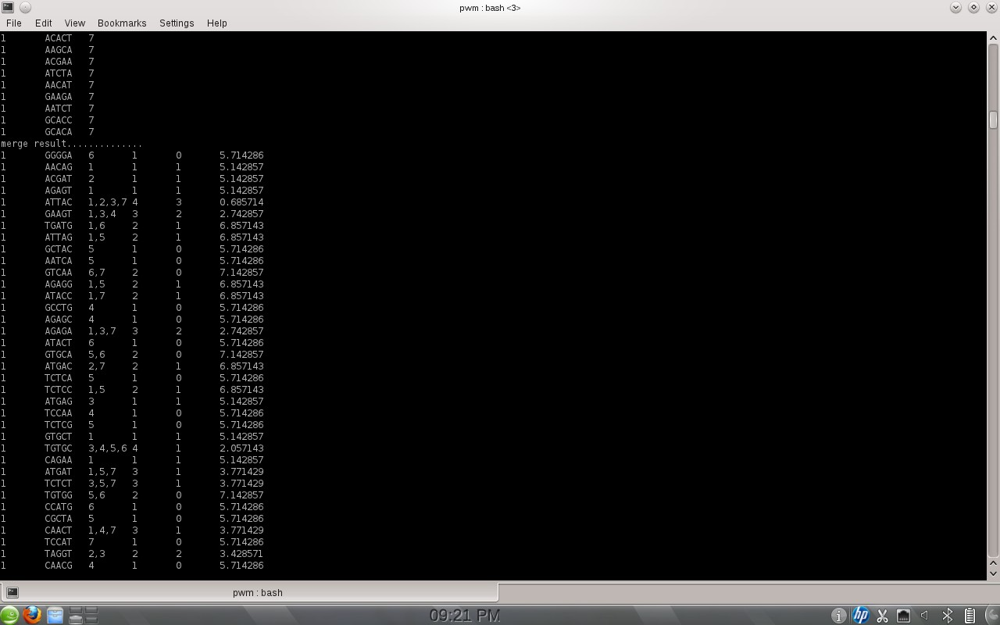 pwm : bash <3>
File Edit View Bookmarks Settings Help
1 ACACT 7
1 AAGCA 7
1 ACGAA 7
1 ATCTA 7
1 AACAT 7
1 GAAGA 7
1 AATCT 7
1 GCACC 7
1 GCACA 7
merge result..............
1 GGGGA 6 1 0 5.714286
1 AACAG 1 1 1 5.142857
1 ACGAT 2 1 1 5.142857
1 AGAGT 1 1 1 5.142857
1 ATTAC 1,2,3,7 4 3 0.685714
1 GAAGT 1,3,4 3 2 2.742857
1 TGATG 1,6 2 1 6.857143
1 ATTAG 1,5 2 1 6.857143
1 GCTAC 5 1 0 5.714286
1 AATCA 5 1 0 5.714286
1 GTCAA 6,7 2 0 7.142857
1 AGAGG 1,5 2 1 6.857143
1 ATACC 1,7 2 1 6.857143
1 GCCTG 4 1 0 5.714286
1 AGAGC 4 1 0 5.714286
1 AGAGA 1,3,7 3 2 2.742857
1 ATACT 6 1 0 5.714286
1 GTGCA 5,6 2 0 7.142857
1 ATGAC 2,7 2 1 6.857143
1 TCTCA 5 1 0 5.714286
1 TCTCC 1,5 2 1 6.857143
1 ATGAG 3 1 1 5.142857
1 TCCAA 4 1 0 5.714286
1 TCTCG 5 1 0 5.714286
1 GTGCT 1 1 1 5.142857
1 TGTGC 3,4,5,6 4 1 2.057143
1 CAGAA 1 1 1 5.142857
1 ATGAT 1,5,7 3 1 3.771429
1 TCTCT 3,5,7 3 1 3.771429
1 TGTGG 5,6 2 0 7.142857
1 CCATG 6 1 0 5.714286
1 CGCTA 5 1 0 5.714286
1 CAACT 1,4,7 3 1 3.771429
1 TCCAT 7 1 0 5.714286
1 TAGGT 2,3 2 2 3.428571
1 CAACG 4 1 0 5.714286
pwm : bash
09:21 PM
hp